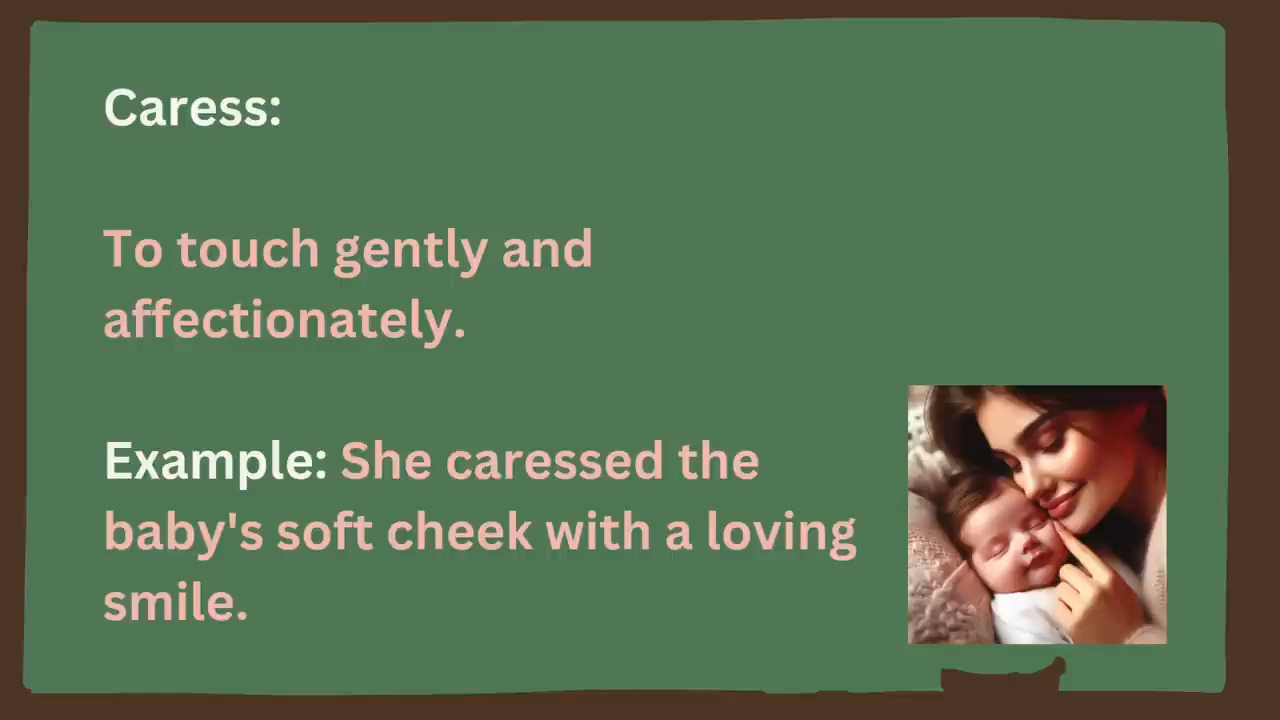 Caress:
To touch gently and
affectionately.
Example: She caressed the
baby's soft cheek with a loving
smile.